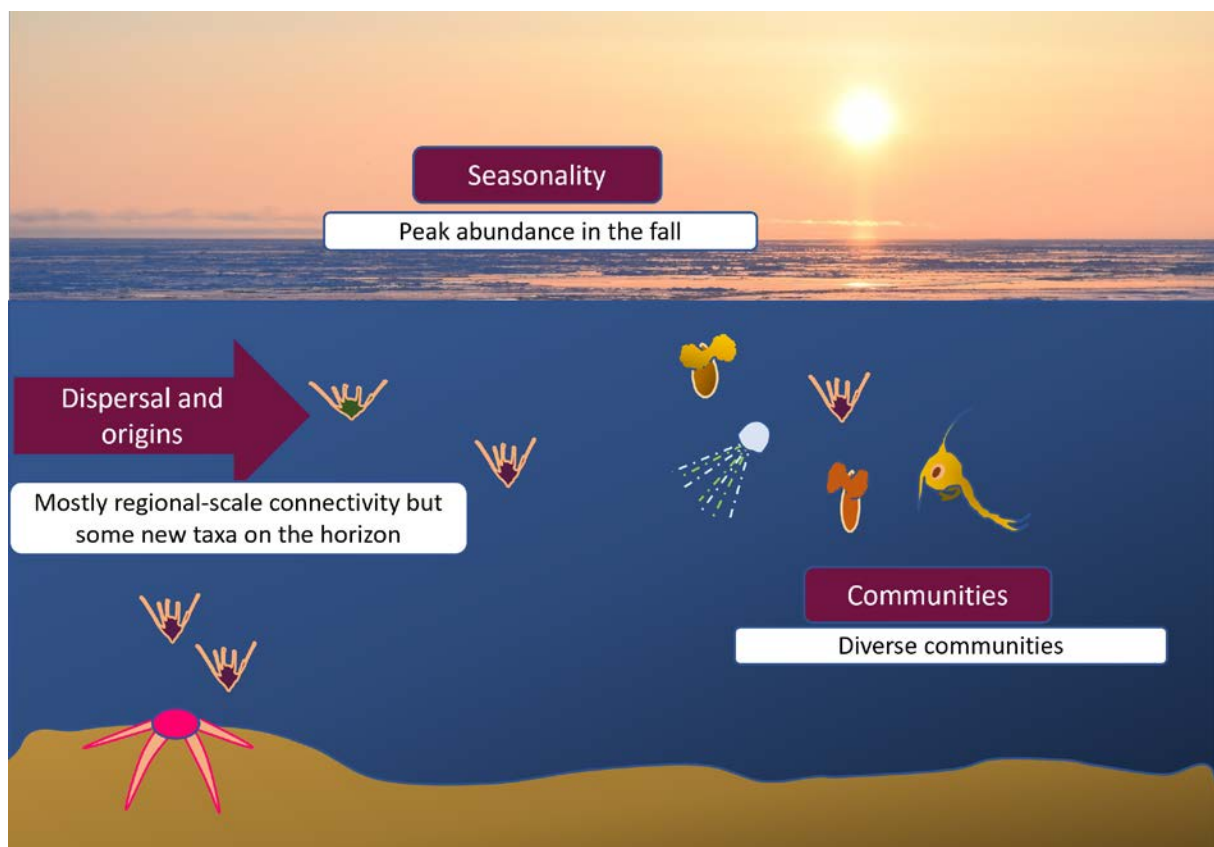 Seasonality
Peak abundance in the fall
Dispersal and
origins
Mostly regional-scale connectivity but
some new taxa on the horizon
Communities
Diverse communities